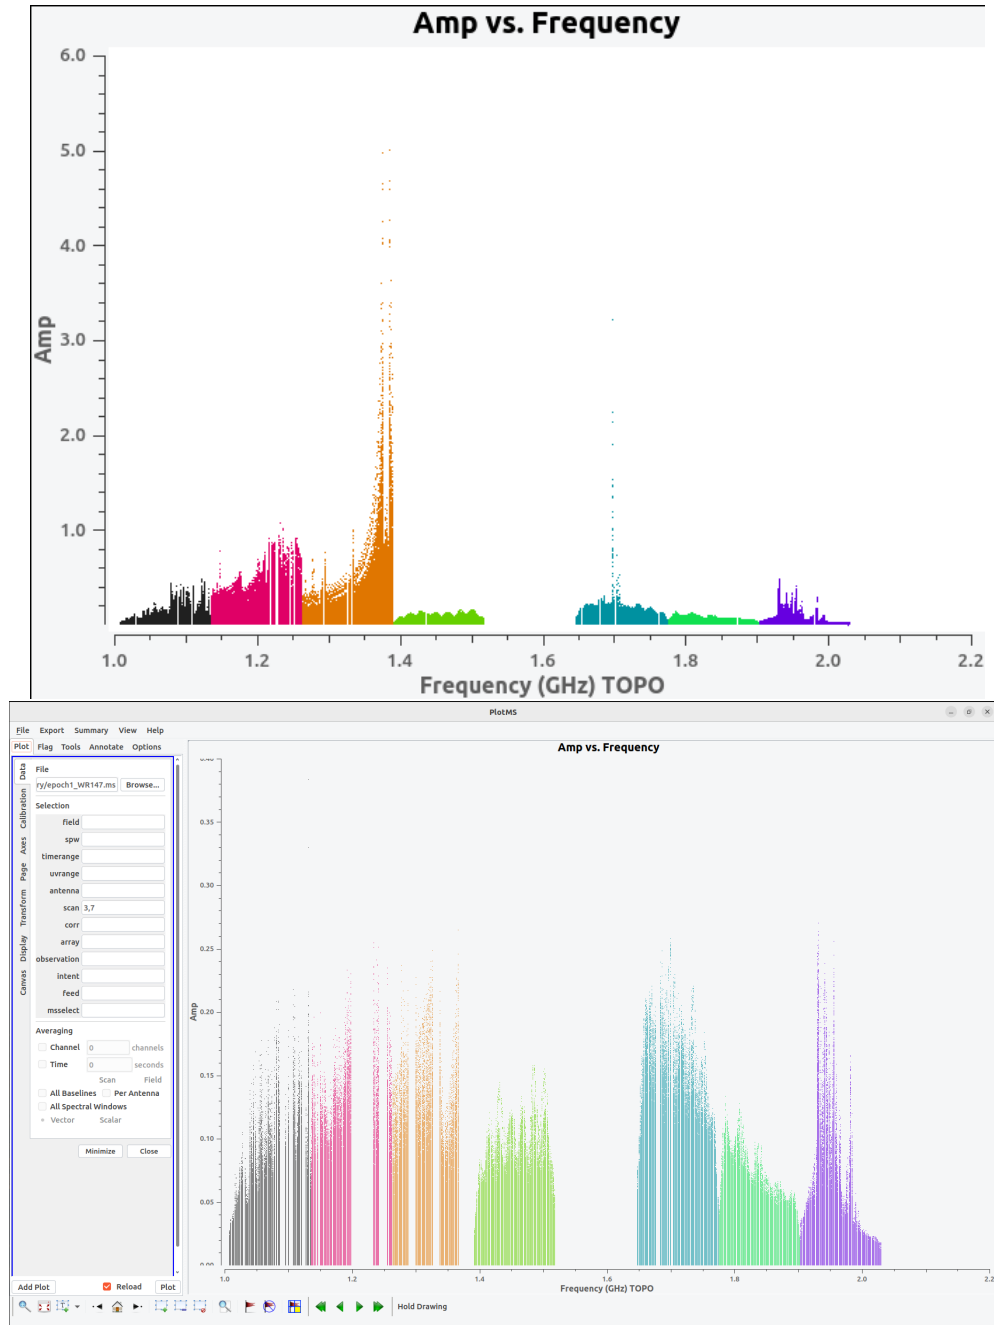 Amp vs. Frequency
6.0
5.0
4.0
3.0
2.0
1.0
Amp
1.0 1.2 1.4 1.6 1.8 2.0 2.2
Frequency (GHz) TOPO
PlotMS
File Export Summary View Help
Plot Flag Tools Annotate Options
Data
Calibration
Axes
Page
Transform
Display
Canvas
File
ry/epoch1_WR147.ms Browse...
Selection
field
spw
timerange
uvrange
antenna
scan 3,7
corr
array
observation
intent
feed
msselect
Averaging
Channel 0 channels
Time 0 seconds
Scan Field
All Baselines Per Antenna
All Spectral Windows
Vector Scalar
Minimize Close
Add Plot Reload Plot
Hold Drawing
Amp vs. Frequency
0.40
0.35
0.30
0.25
0.20
0.15
0.10
0.05
0.00
Amp
1.0 1.2 1.4 1.6 1.8 2.0 2.2
Frequency (GHz) TOPO